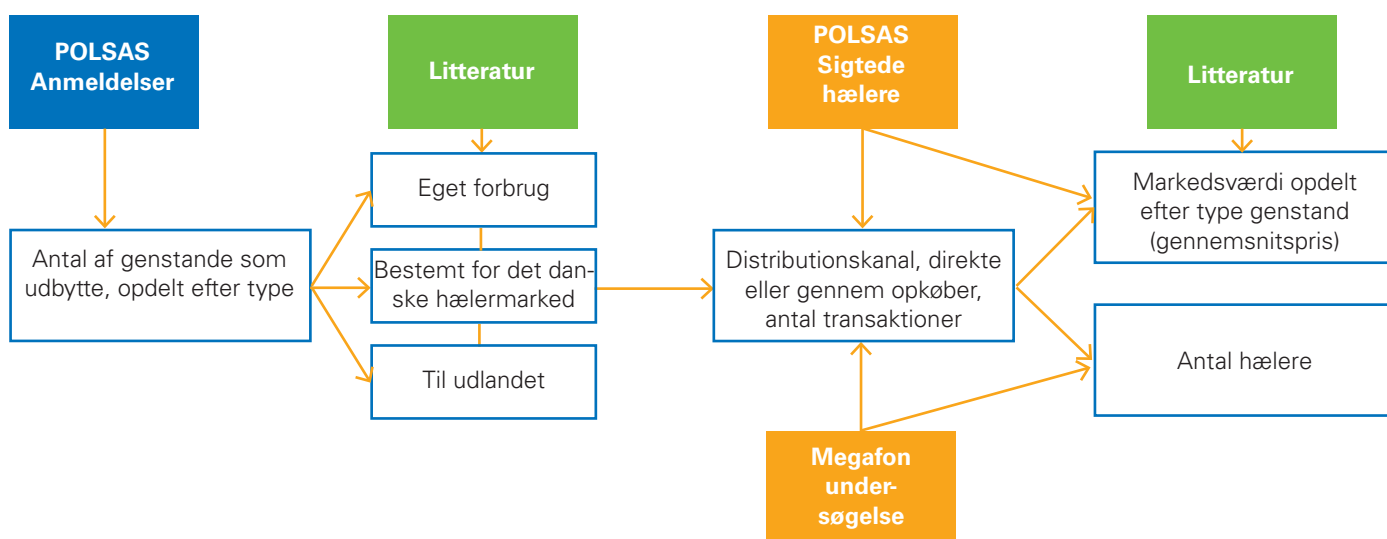 POLSAS
Anmeldelser
Litteratur
POLSAS
Sigtede
hælere
Litteratur
Antal af genstande som
udbytte, opdelt efter type
Eget forbrug
Bestemt for det dan-
ske hælermarked
Til udlandet
Distributionskanal, direkte
eller gennem opkøber,
antal transaktioner
Markedsværdi opdelt
efter type genstand
(gennemsnitspris)
Antal hælere
Megafon
under-
søgelse